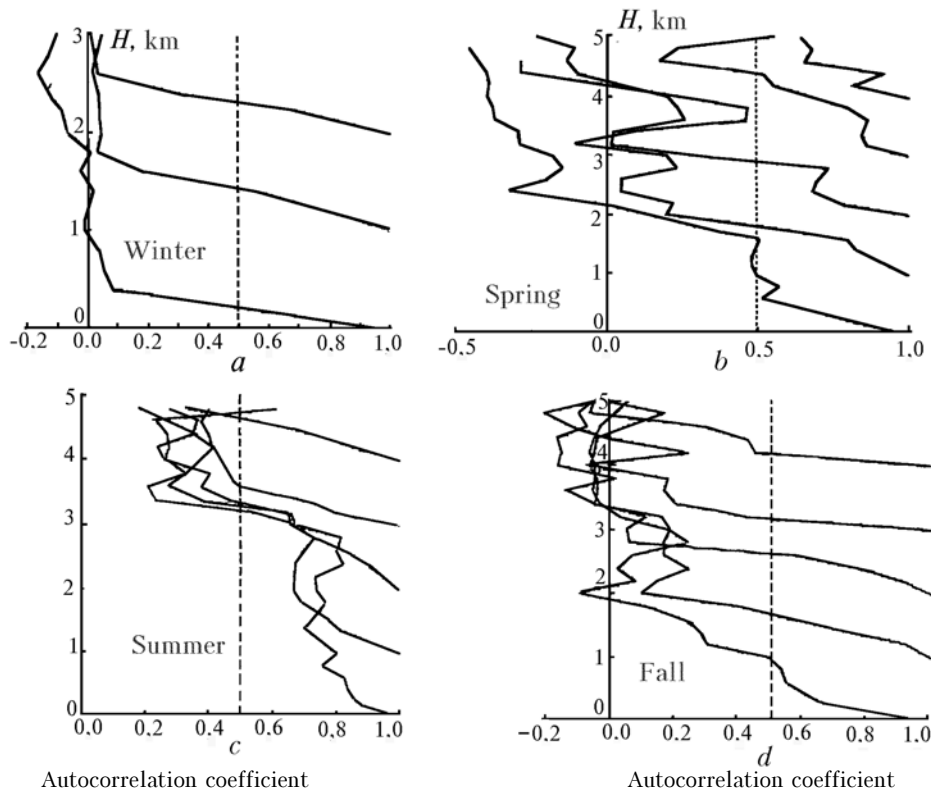 H, km
3
2
1
0
Winter
-0.2 0 0.2 0.4 0.6 0.8 1.0
a
H, km
5
4
3
2
1
0
Spring
-0.5 0.0 0.5 1.0
b
5
4
3
2
1
0
Summer
0.0 0.2 0.4 0.6 0.8 1.0
c
Autocorrelation coefficient
5
4
3
2
1
0
Fall
-0.2 0.0 0.2 0.4 0.6 0.8 1.0
d
Autocorrelation coefficient